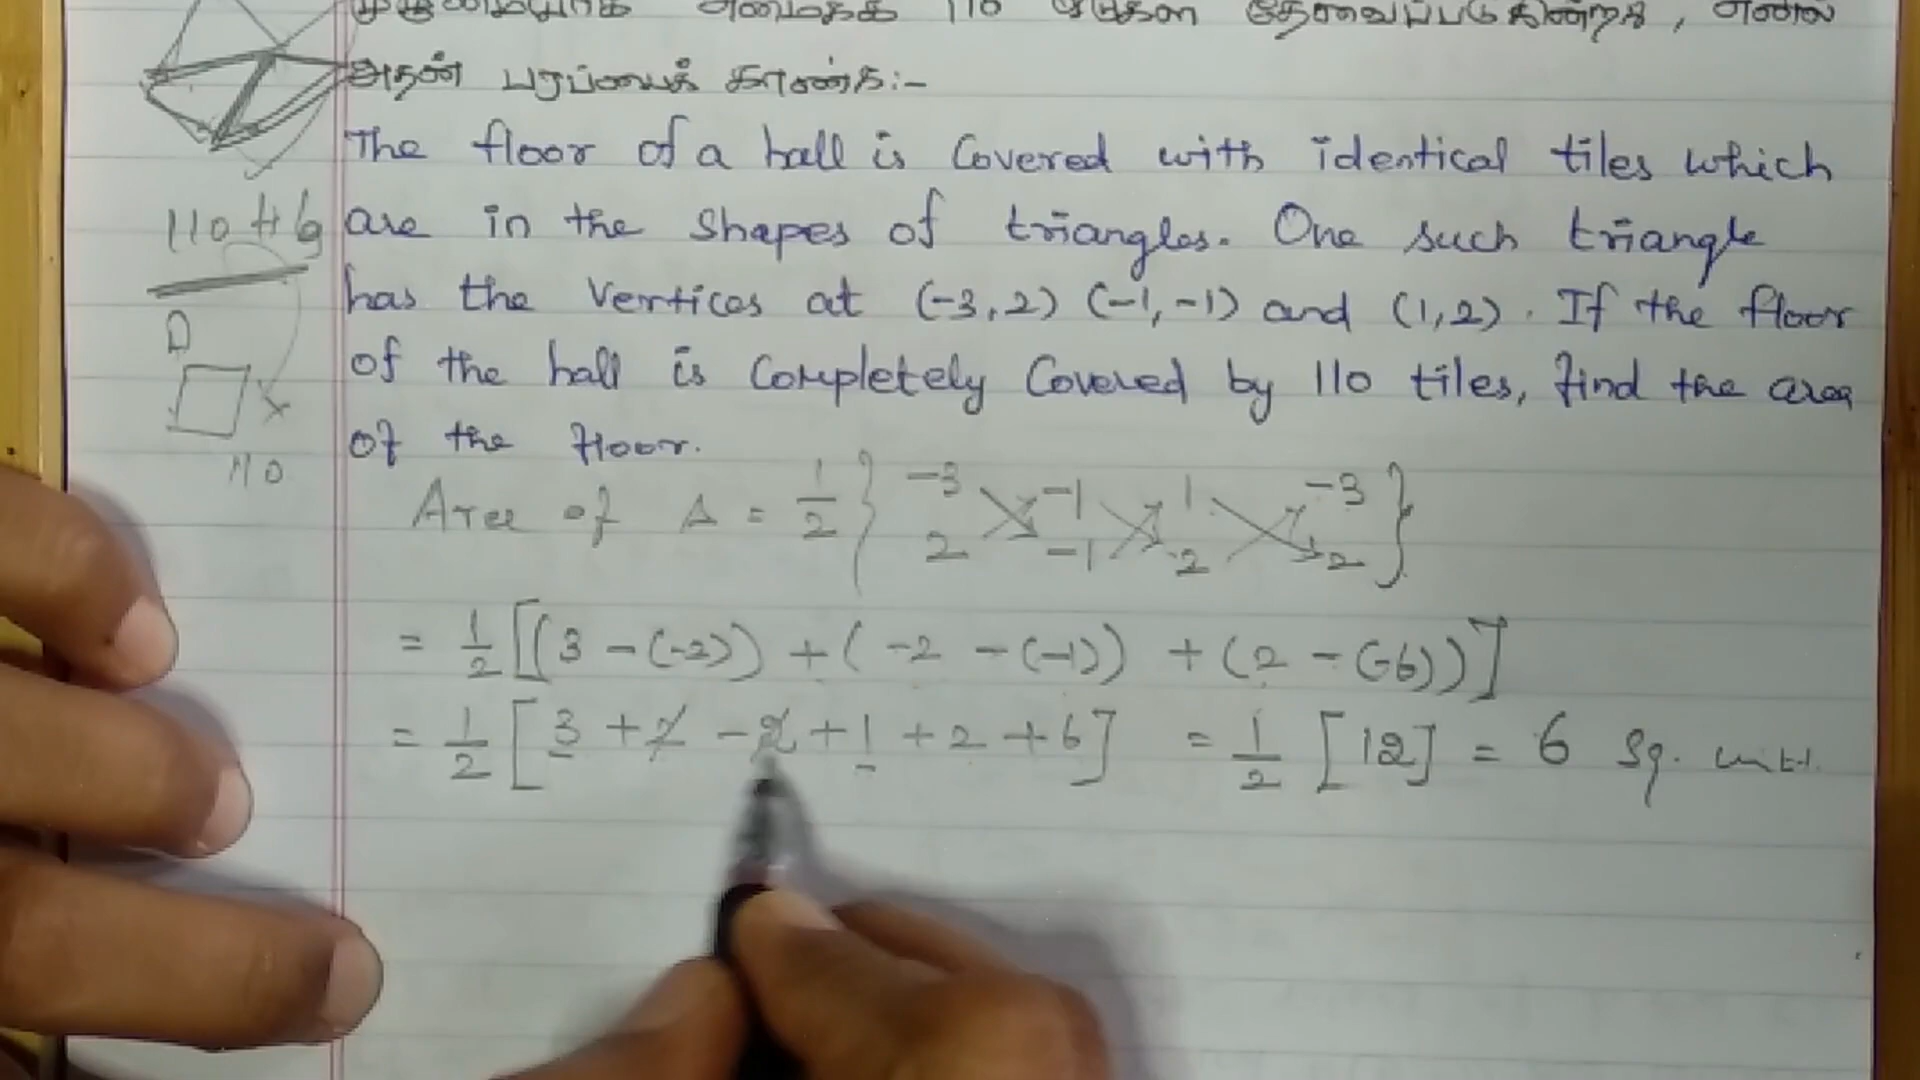 110 தேவைப்படுகின்றது,
அதன் பரப்பைக் காண்க:-
The floor of a hall is Covered with identical tiles which
are in the shapes of triangles. One such triangle
has the vertices at (-3,2) (-1,-1) and (1,2). If the floor
of the hall is Completely Covered by 110 tiles, find the area
of the floor.
110
110
Area of Δ = 1/2 { -3 -1 1 -3
2 -1 2 2 }
= 1/2 [(3 - (-2)) + (-2 - (-1)) + (2 - (-6))]
= 1/2 [3 + 2 - 2 + 1 + 2 + 6] = 1/2 [12] = 6 Sq. units.